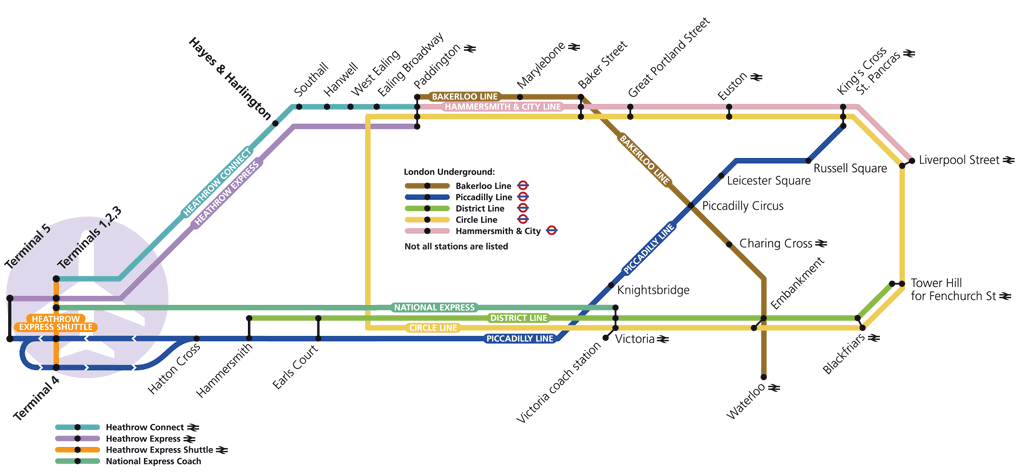 Hayes & Harlington
Southall
Hanwell
West Ealing
Ealing Broadway
Paddington
Marylebone
Baker Street
Great Portland Street
Euston
King's Cross
St. Pancras
BAKERLOO LINE
HAMMERSMITH & CITY LINE
HEATHROW CONNECT
HEATHROW EXPRESS
BAKERLOO LINE
Liverpool Street
Russell Square
Leicester Square
Piccadilly Circus
Charing Cross
PICCADILLY LINE
Knightsbridge
Embankment
Tower Hill
for Fenchurch St
London Underground:
Bakerloo Line
Piccadilly Line
District Line
Circle Line
Hammersmith & City
Not all stations are listed
Terminal 5
Terminals 1,2,3
HEATHROW
EXPRESS SHUTTLE
NATIONAL EXPRESS
DISTRICT LINE
CIRCLE LINE
PICCADILLY LINE
Terminal 4
Hatton Cross
Hammersmith
Earls Court
Victoria coach station
Victoria
Waterloo
Blackfriars
Heathrow Connect
Heathrow Express
Heathrow Express Shuttle
National Express Coach